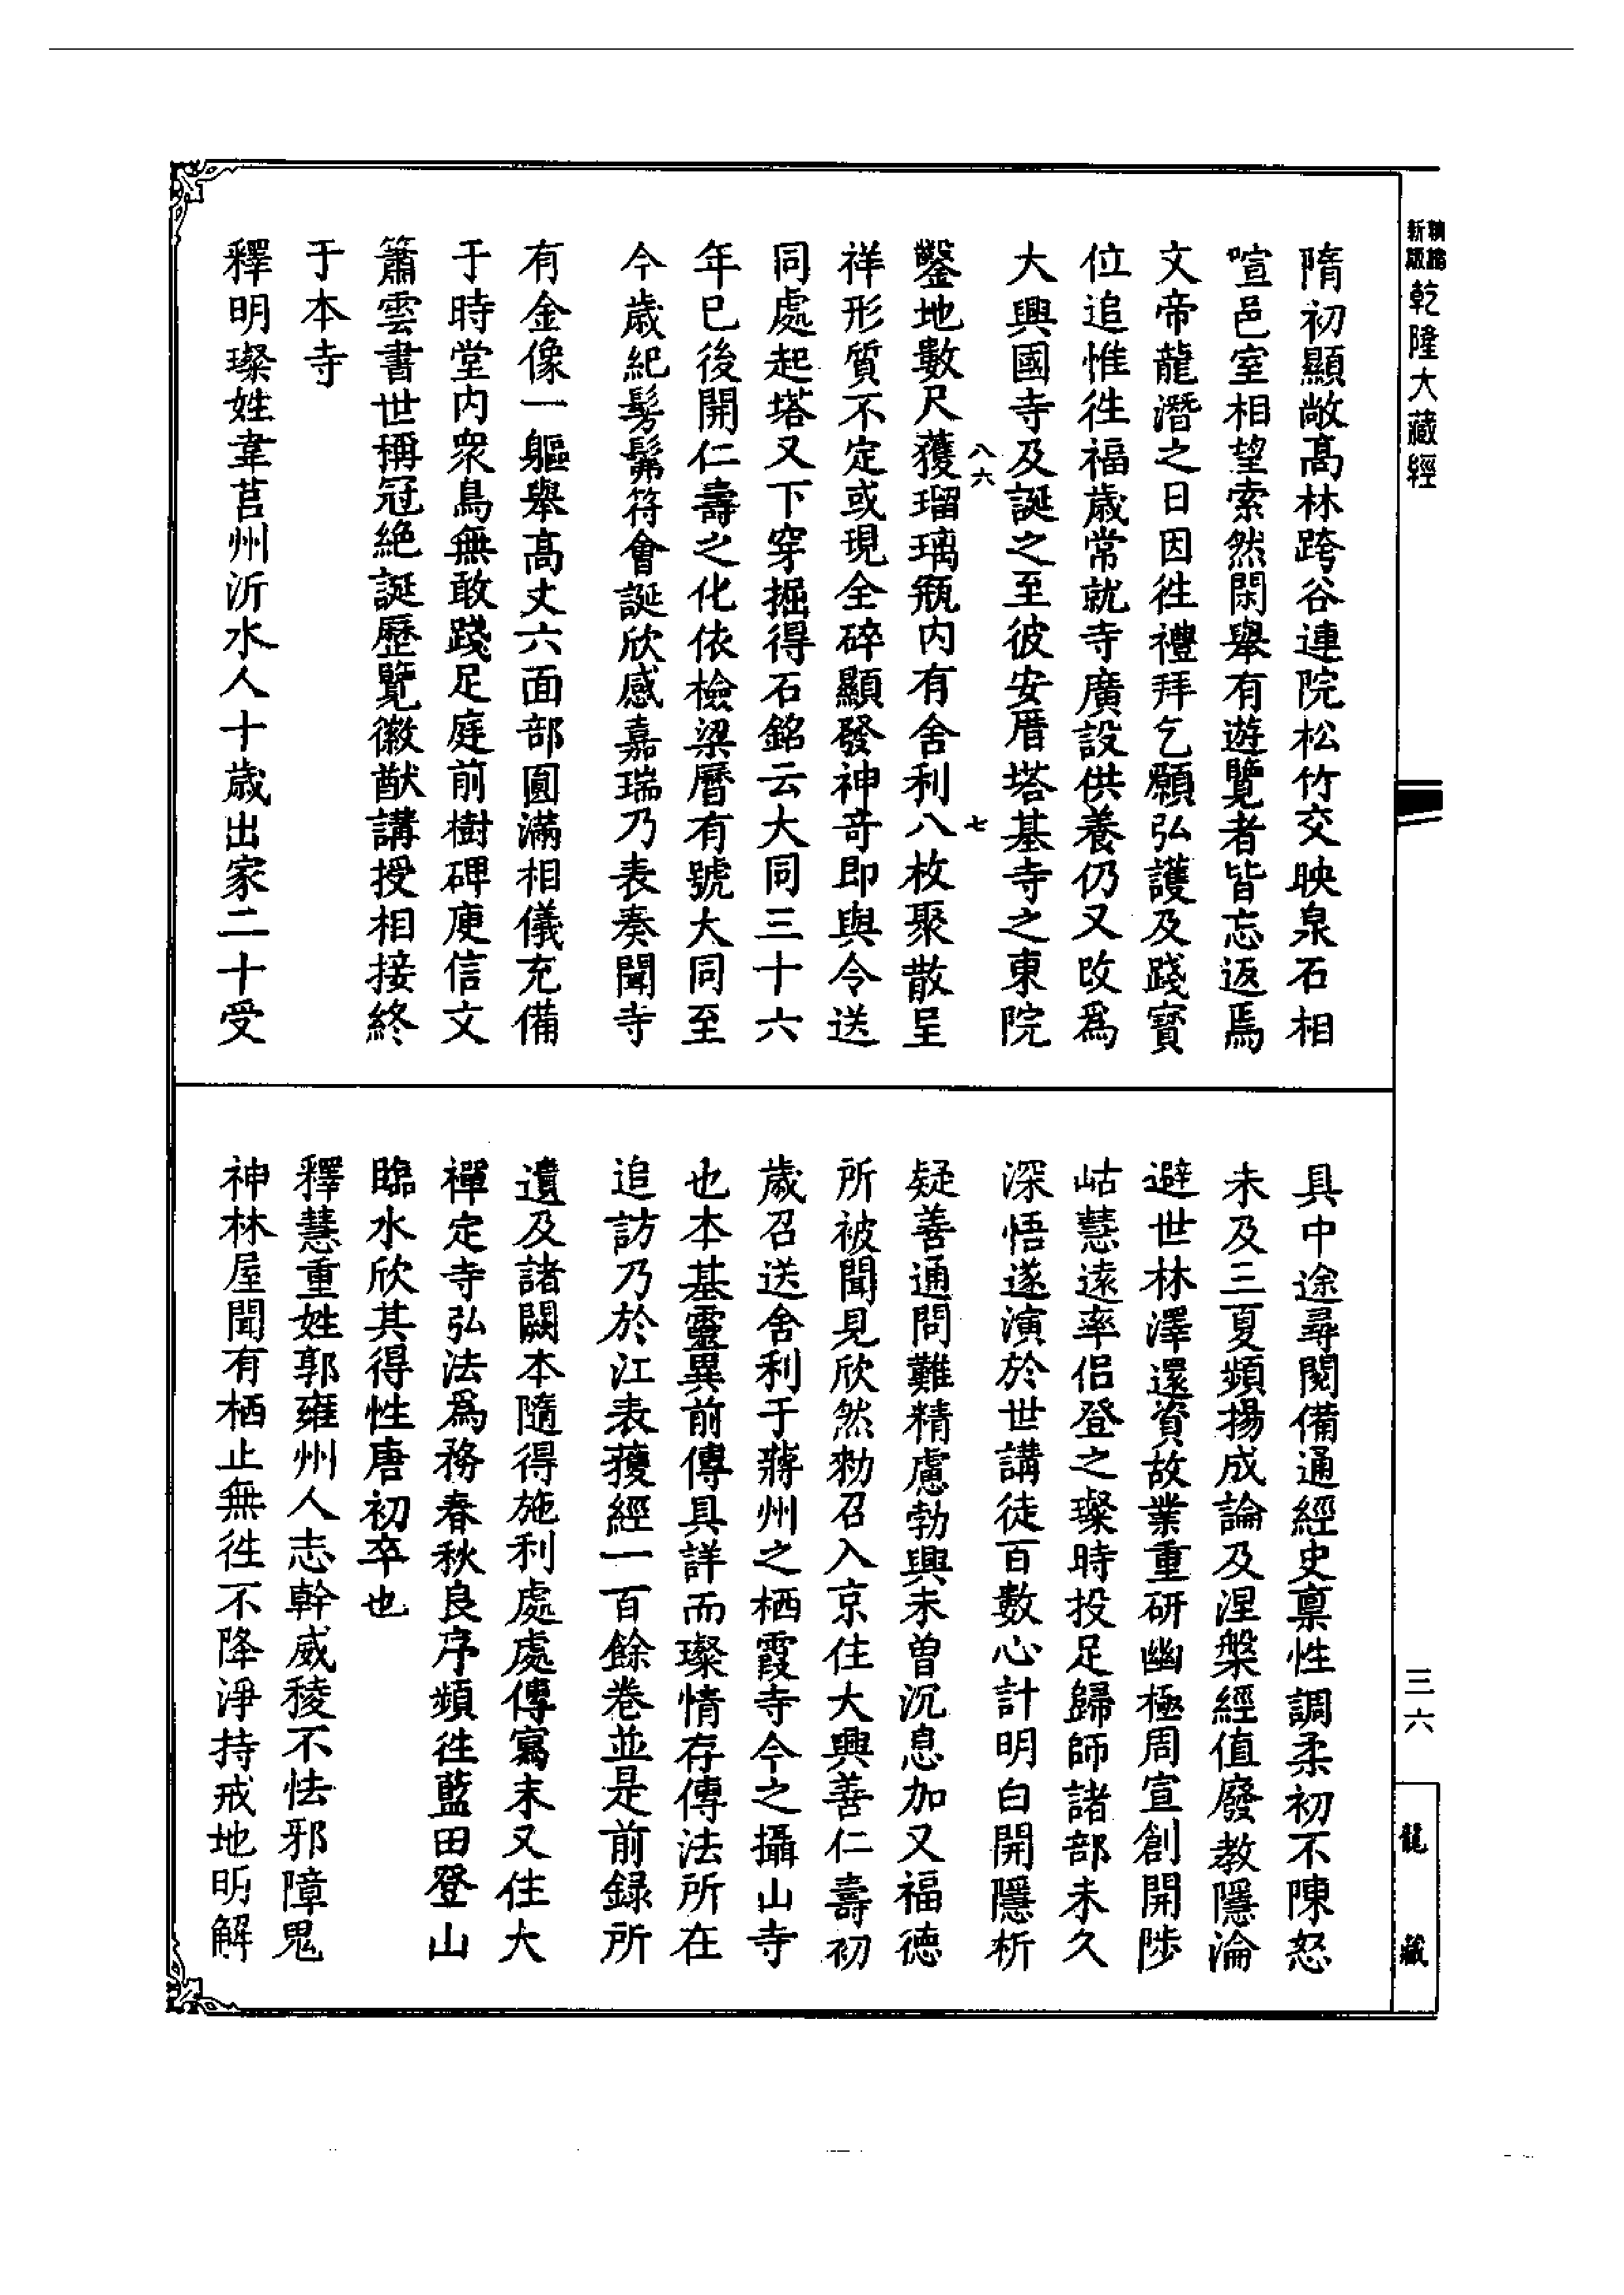 新版
精縮
乾隆大藏經
隋初顯敞高林跨谷連院松竹交映泉石相
喧邑室相望索然閑舉有遊覽者皆忘返焉
文帝龍潛之日因徃禮拜乞願弘護及踐寶
位追惟徃福歲常就寺廣設供養仍又改爲
大興國寺及誕之至彼安厝塔基寺之東院
八六
七
鑿地數尺獲瑠璃瓶内有舍利八枚聚散呈
祥形質不定或現全碎顯發神奇即與令送
同處起塔又下穿掘得石銘云大同三十六
年已後開仁壽之化依檢梁曆有號大同至
今歲紀髣髴符會誕欣感嘉瑞乃表奏聞寺
有金像一軀舉高丈六面部圓滿相儀充備
于時堂内衆鳥無敢踐足庭前樹碑庾信文
簫雲書世稱冠絶誕歷覽徽猷講授相接終
于本寺
釋明璨姓韋莒州沂水人十歲出家二十受
具中途尋閱備通經史稟性調柔初不陳怒
未及三夏頻揚成論及涅槃經值廢教隱淪
避世林澤還資故業重研幽極周宣創開陟
岵慧遠率侣登之璨時投足歸師諸部未久
深悟遂演於世講徒百數心計明白開隱析
疑善通問難精慮勃興未曽沉息加又福德
所被聞見欣然勑召入京住大興善仁壽初
歲召送舍利于蔣州之栖霞寺今之攝山寺
也本基靈異前傳具詳而璨情存傳法所在
追訪乃於江表獲經一百餘卷並是前録所
遺及諸闕本隨得施利處處傳寫末又住大
禪定寺弘法爲務春秋良序頻徃藍田登山
臨水欣其得性唐初卒也
釋慧重姓郭雍州人志幹威稜不怯邪障鬼
神林屋聞有栖止無徃不降淨持戒地明解
三六
龍藏